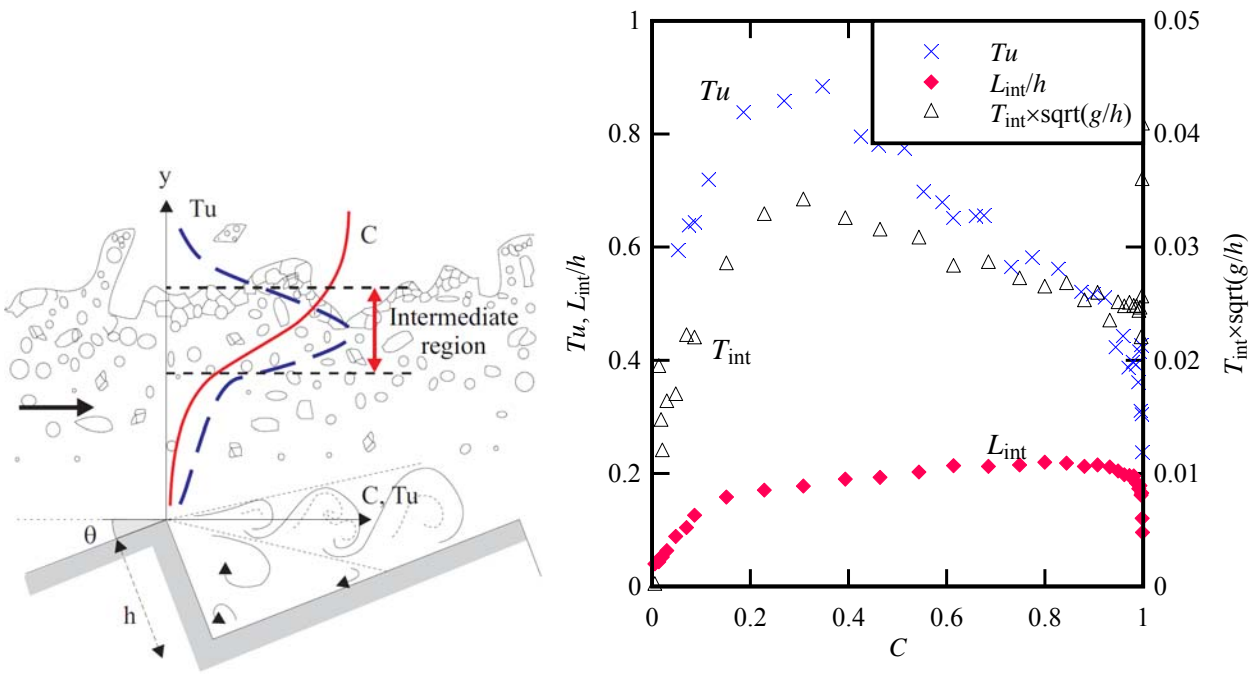 y
Tu
C
Intermediate
region
C, Tu
θ
h
1
0.8
0.6
0.4
0.2
0
Tu, Lint/h
0
0.2
0.4
0.6
0.8
1
C
0.05
0.04
0.03
0.02
0.01
0
Tint×sqrt(g/h)
Tu
Lint/h
Tint×sqrt(g/h)
Tu
Tint
Lint